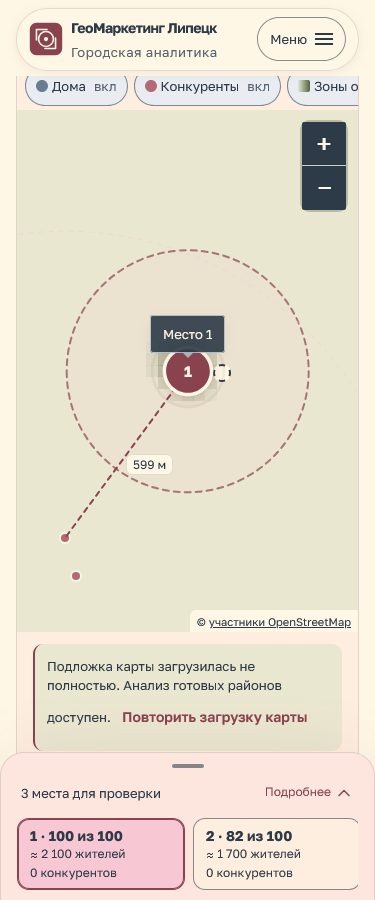 ГеоМаркетинг Липецк
Городская аналитика
Меню
Дома вкл
Конкуренты вкл
Зоны о
+
−
Место 1
1
599 м
© участники OpenStreetMap
Подложка карты загрузилась не
полностью. Анализ готовых районов
доступен. Повторить загрузку карты
3 места для проверки
Подробнее
1 · 100 из 100
≈ 2 100 жителей
0 конкурентов
2 · 82 из 100
≈ 1 700 жителей
0 конкурентов